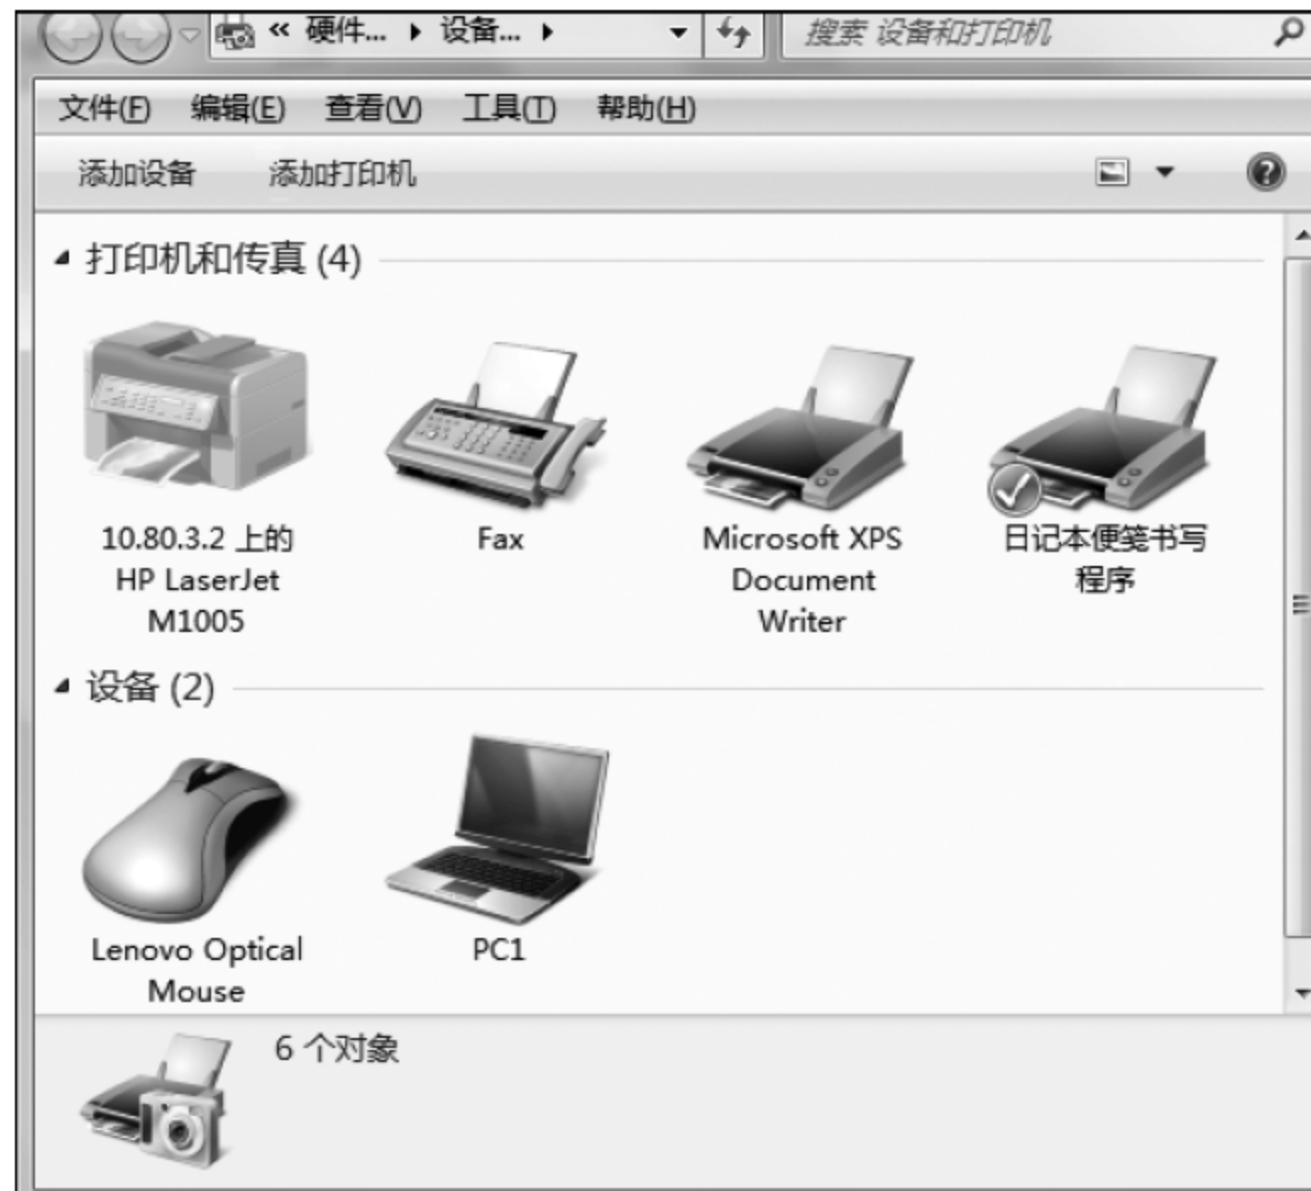 « 硬件... ▸ 设备... ▸ 搜索 设备和打印机
文件(F) 编辑(E) 查看(V) 工具(T) 帮助(H)
添加设备 添加打印机
打印机和传真 (4)
10.80.3.2 上的
HP LaserJet
M1005
Fax
Microsoft XPS
Document
Writer
日记本便笺书写
程序
设备 (2)
Lenovo Optical
Mouse
PC1
6 个对象